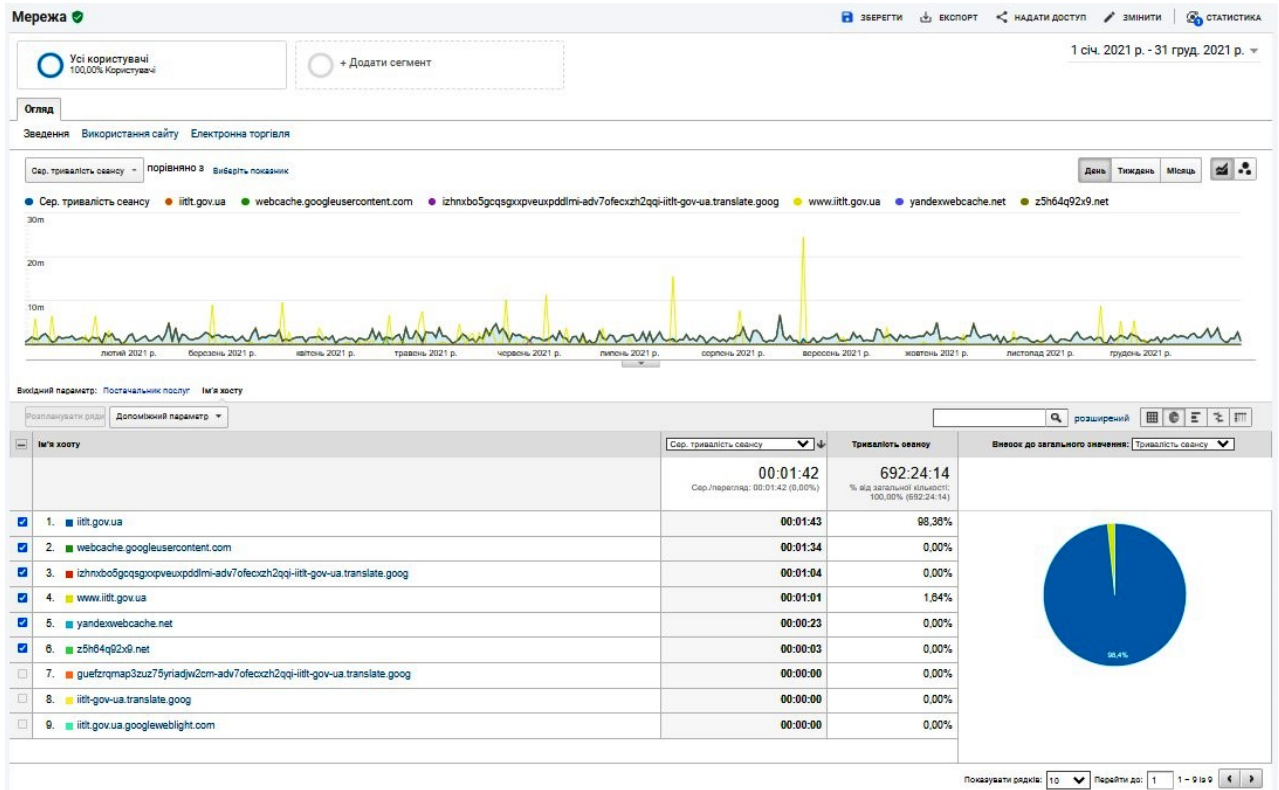 Мережа
ЗБЕРЕГТИ ЕКСПОРТ НАДАТИ ДОСТУП ЗМІНИТИ СТАТИСТИКА
Усі користувачі
100,00% Користувачі
+ Додати сегмент
1 січ. 2021 р. - 31 груд. 2021 р.
Огляд
Зведення Використання сайту Електронна торгівля
Сер. тривалість сеансу порівняно з Виберіть показник
День Тиждень Місяць
Сер. тривалість сеансу iitlt.gov.ua webcache.googleusercontent.com izhnxbo5gcqsgxxpveuxpddlmi-adv7ofecxzh2qqi-iitlt-gov-ua.translate.goog www.iitlt.gov.ua yandexwebcache.net z5h64q92x9.net
30m
20m
10m
лютий 2021 р. березень 2021 р. квітень 2021 р. травень 2021 р. червень 2021 р. липень 2021 р. серпень 2021 р. вересень 2021 р. жовтень 2021 р. листопад 2021 р. грудень 2021 р.
Вихідний параметр: Постачальник послуг Ім'я хосту
Розпланувати ряди Допоміжний параметр
розширений
Ім'я хосту Сер. тривалість сеансу Тривалість сеансу Внесок до загального значення: Тривалість сеансу
00:01:42 692:24:14
Сер./перегляд: 00:01:42 (0,00%) % від загальної кількості: 100,00% (692:24:14)
1. iitlt.gov.ua 00:01:43 98,36%
2. webcache.googleusercontent.com 00:01:34 0,00%
3. izhnxbo5gcqsgxxpveuxpddlmi-adv7ofecxzh2qqi-iitlt-gov-ua.translate.goog 00:01:04 0,00%
4. www.iitlt.gov.ua 00:01:01 1,64%
5. yandexwebcache.net 00:00:23 0,00%
6. z5h64q92x9.net 00:00:03 0,00%
7. guefzrqmap3zuz75yriadjw2cm-adv7ofecxzh2qqi-iitlt-gov-ua.translate.goog 00:00:00 0,00%
8. iitlt-gov-ua.translate.goog 00:00:00 0,00%
9. iitlt.gov.ua.googleweblight.com 00:00:00 0,00%
98,4%
Показувати рядків: 10 Перейти до: 1 1 – 9 із 9